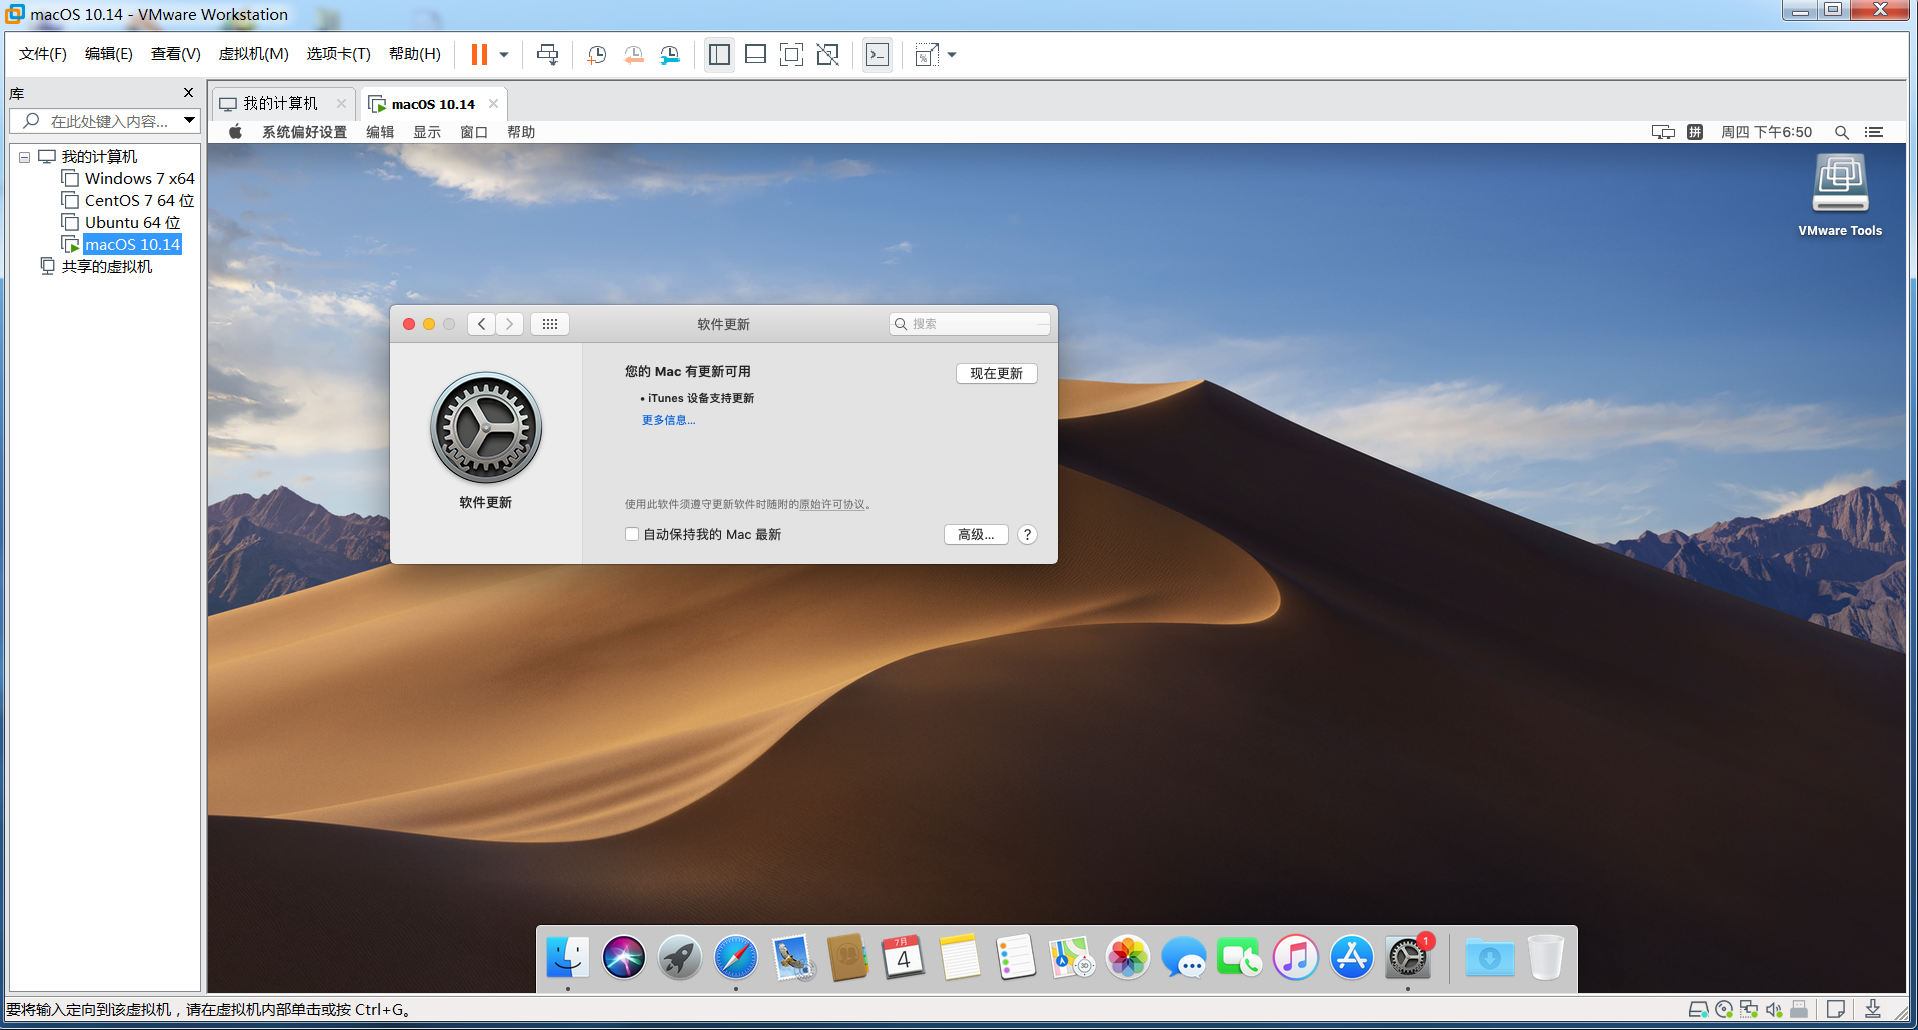 macOS 10.14 - VMware Workstation
文件(F) 编辑(E) 查看(V) 虚拟机(M) 选项卡(T) 帮助(H)
库
在此处键入内容...
我的计算机
Windows 7 x64
CentOS 7 64 位
Ubuntu 64 位
macOS 10.14
共享的虚拟机
我的计算机 macOS 10.14
系统偏好设置 编辑 显示 窗口 帮助 拼 周四 下午6:50
VMware Tools
软件更新
搜索
软件更新
您的 Mac 有更新可用
现在更新
• iTunes 设备支持更新
更多信息...
使用此软件须遵守更新软件时随附的原始许可协议。
自动保持我的 Mac 最新
高级... ?
7月
4
3D
1
要将输入定向到该虚拟机，请在虚拟机内部单击或按 Ctrl+G。